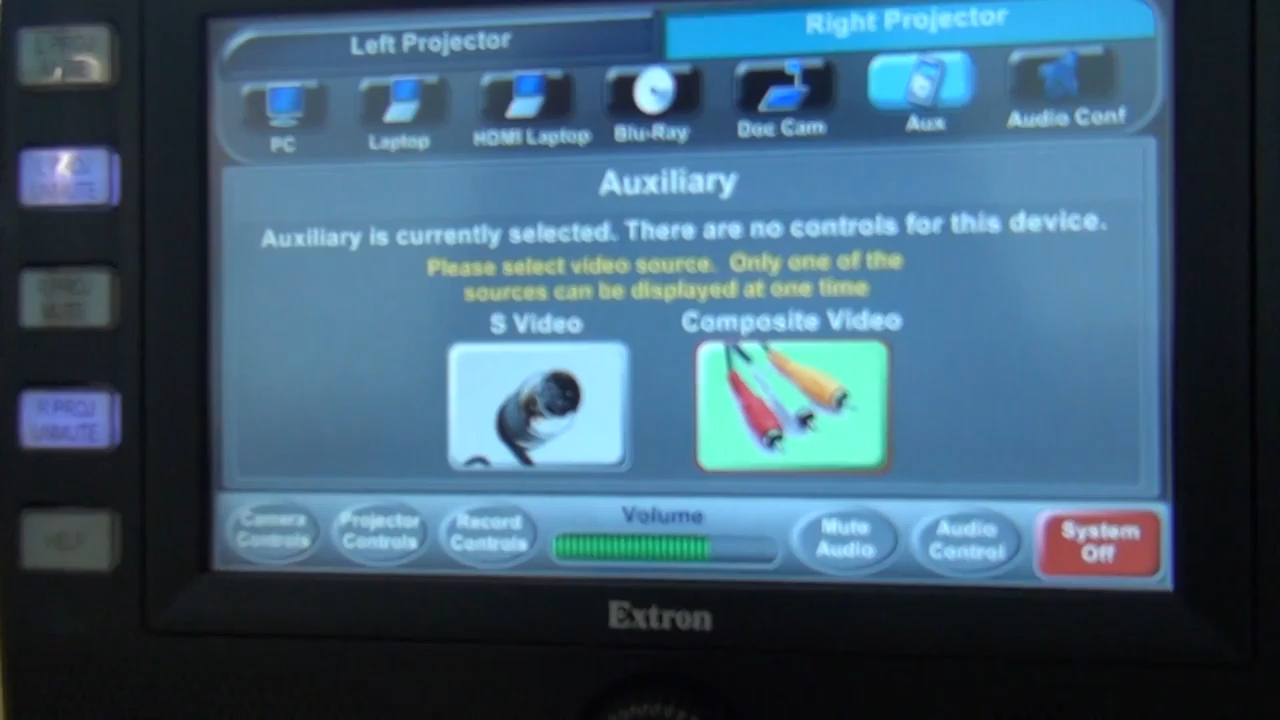 Left Projector
Right Projector
PC
Laptop
HDMI Laptop
Blu-Ray
Doc Cam
Aux
Audio Conf
Auxiliary
Auxiliary is currently selected. There are no controls for this device.
Please select video source. Only one of the
sources can be displayed at one time
S Video
Composite Video
R PROJ
UNMUTE
Camera
Controls
Projector
Controls
Record
Controls
Volume
Mute
Audio
Audio
Control
System
Off
HELP
Extron